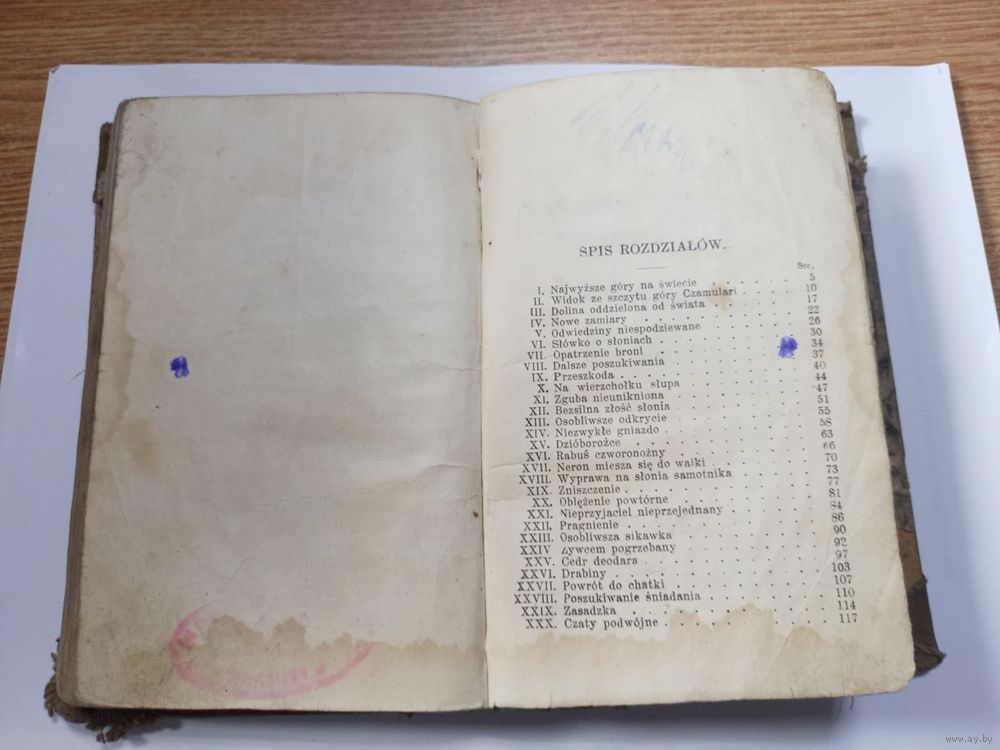 SPIS ROZDZIAŁÓW.
Str.
I. Najwyższe góry na świecie . . . . . . 5
II. Widok ze szczytu góry Czamulari . . . . 10
III. Dolina oddzielona od świata . . . . . 17
IV. Nowe zamiary . . . . . . . . 22
V. Odwiedziny niespodziewane . . . . . 26
VI. Słówko o słoniach . . . . . . . 30
VII. Opatrzenie broni . . . . . . . 34
VIII. Dalsze poszukiwania . . . . . . 37
IX. Przeszkoda . . . . . . . . 40
X. Na wierzchołku słupa . . . . . . 44
XI. Zguba nieunikniona . . . . . . 47
XII. Bezsilna złość słonia . . . . . . 51
XIII. Osobliwsze odkrycie . . . . . . 55
XIV. Niezwykłe gniazdo . . . . . . . 58
XV. Dzióborożce . . . . . . . . 63
XVI. Rabuś czworonożny . . . . . . 66
XVII. Neron miesza się do walki . . . . . 70
XVIII. Wyprawa na słonia samotnika . . . . 73
XIX. Zniszczenie . . . . . . . . 77
XX. Oblężenie powtórne . . . . . . 81
XXI. Nieprzyjaciel nieprzejednany . . . . . 84
XXII. Pragnienie . . . . . . . . 86
XXIII. Osobliwsza sikawka . . . . . . 90
XXIV Żywcem pogrzebany . . . . . . 92
XXV. Cedr deodara . . . . . . . . 97
XXVI. Drabiny . . . . . . . . . 103
XXVII. Powrót do chatki . . . . . . . 107
XXVIII. Poszukiwanie śniadania . . . . . . 110
XXIX. Zasadzka . . . . . . . . 114
XXX. Czaty podwójne . . . . . . . 117
www.ay.by